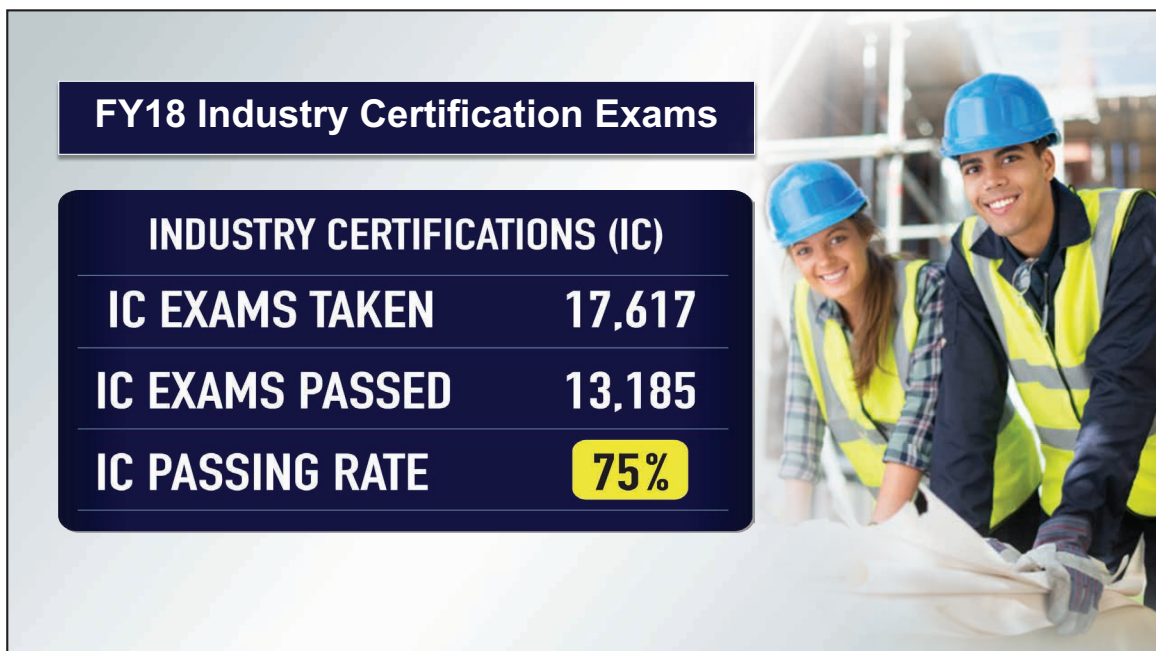 FY18 Industry Certification Exams
INDUSTRY CERTIFICATIONS (IC)
IC EXAMS TAKEN 17,617
IC EXAMS PASSED 13,185
IC PASSING RATE 75%